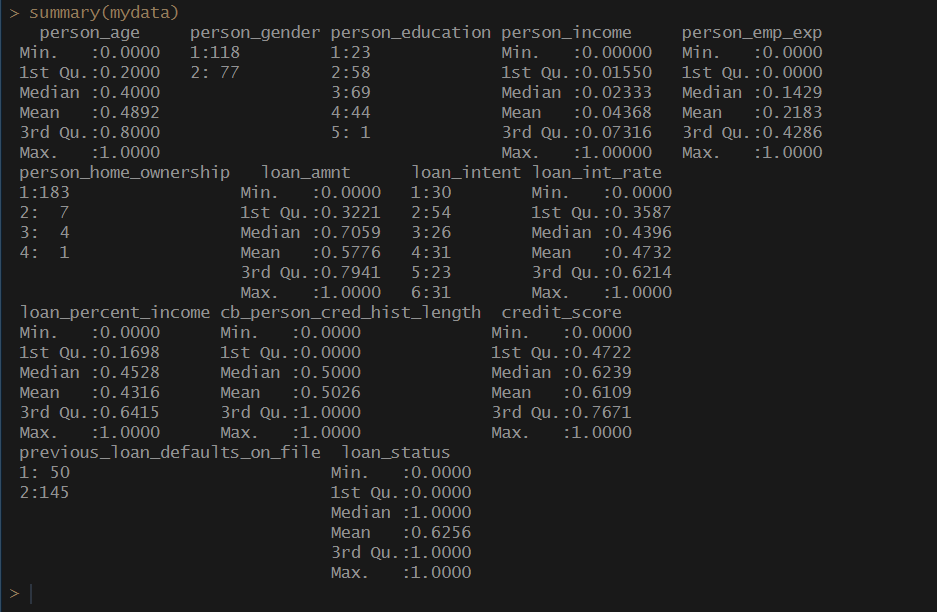 > summary(mydata)
   person_age     person_gender person_education person_income     person_emp_exp
 Min.   :0.0000   1:118         1:23             Min.   :0.00000   Min.   :0.0000
 1st Qu.:0.2000   2: 77         2:58             1st Qu.:0.01550   1st Qu.:0.0000
 Median :0.4000                 3:69             Median :0.02333   Median :0.1429
 Mean   :0.4892                 4:44             Mean   :0.04368   Mean   :0.2183
 3rd Qu.:0.8000                 5: 1             3rd Qu.:0.07316   3rd Qu.:0.4286
 Max.   :1.0000                                  Max.   :1.00000   Max.   :1.0000
 person_home_ownership   loan_amnt      loan_intent loan_int_rate
 1:183                 Min.   :0.0000   1:30        Min.   :0.0000
 2:  7                 1st Qu.:0.3221   2:54        1st Qu.:0.3587
 3:  4                 Median :0.7059   3:26        Median :0.4396
 4:  1                 Mean   :0.5776   4:31        Mean   :0.4732
                       3rd Qu.:0.7941   5:23        3rd Qu.:0.6214
                       Max.   :1.0000   6:31        Max.   :1.0000
 loan_percent_income cb_person_cred_hist_length  credit_score
 Min.   :0.0000      Min.   :0.0000             Min.   :0.0000
 1st Qu.:0.1698      1st Qu.:0.0000             1st Qu.:0.4722
 Median :0.4528      Median :0.5000             Median :0.6239
 Mean   :0.4316      Mean   :0.5026             Mean   :0.6109
 3rd Qu.:0.6415      3rd Qu.:1.0000             3rd Qu.:0.7671
 Max.   :1.0000      Max.   :1.0000             Max.   :1.0000
 previous_loan_defaults_on_file  loan_status
 1: 50                          Min.   :0.0000
 2:145                          1st Qu.:0.0000
                                Median :1.0000
                                Mean   :0.6256
                                3rd Qu.:1.0000
                                Max.   :1.0000
>